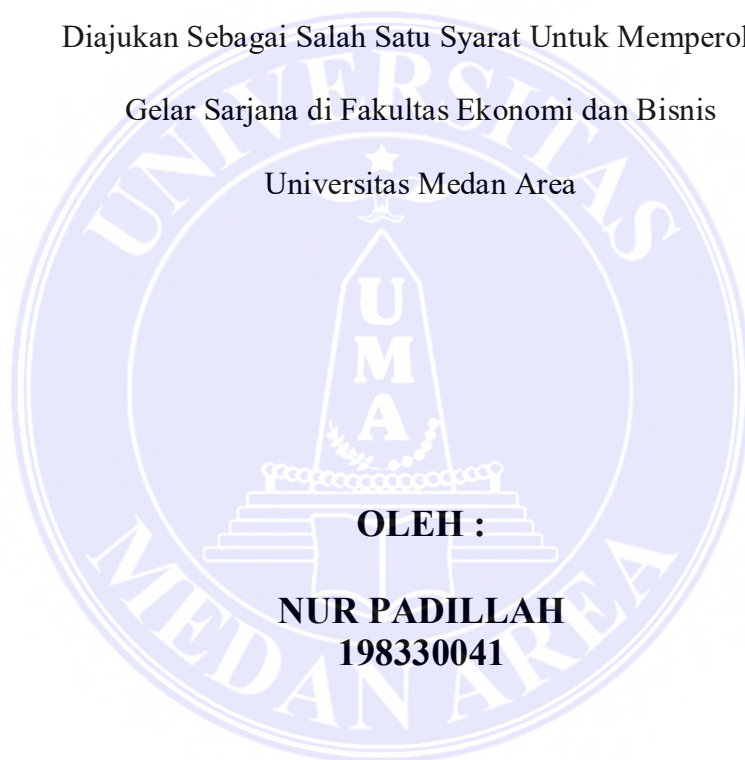 Diajukan Sebagai Salah Satu Syarat Untuk Memperol
Gelar Sarjana di Fakultas Ekonomi dan Bisnis
Universitas Medan Area
UNIVERSITAS
UMA
OLEH :
NUR PADILLAH
198330041
MEDAN AREA